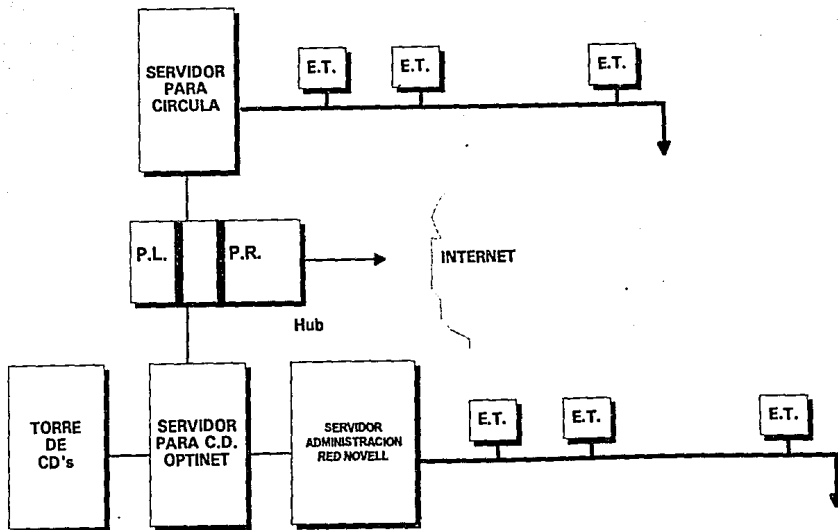 SERVIDOR
PARA
CIRCULA
E.T.
E.T.
E.T.
P.L.
P.R.
INTERNET
Hub
TORRE
DE
CD's
SERVIDOR
PARA C.D.
OPTINET
SERVIDOR
ADMINISTRACION
RED NOVELL
E.T.
E.T.
E.T.